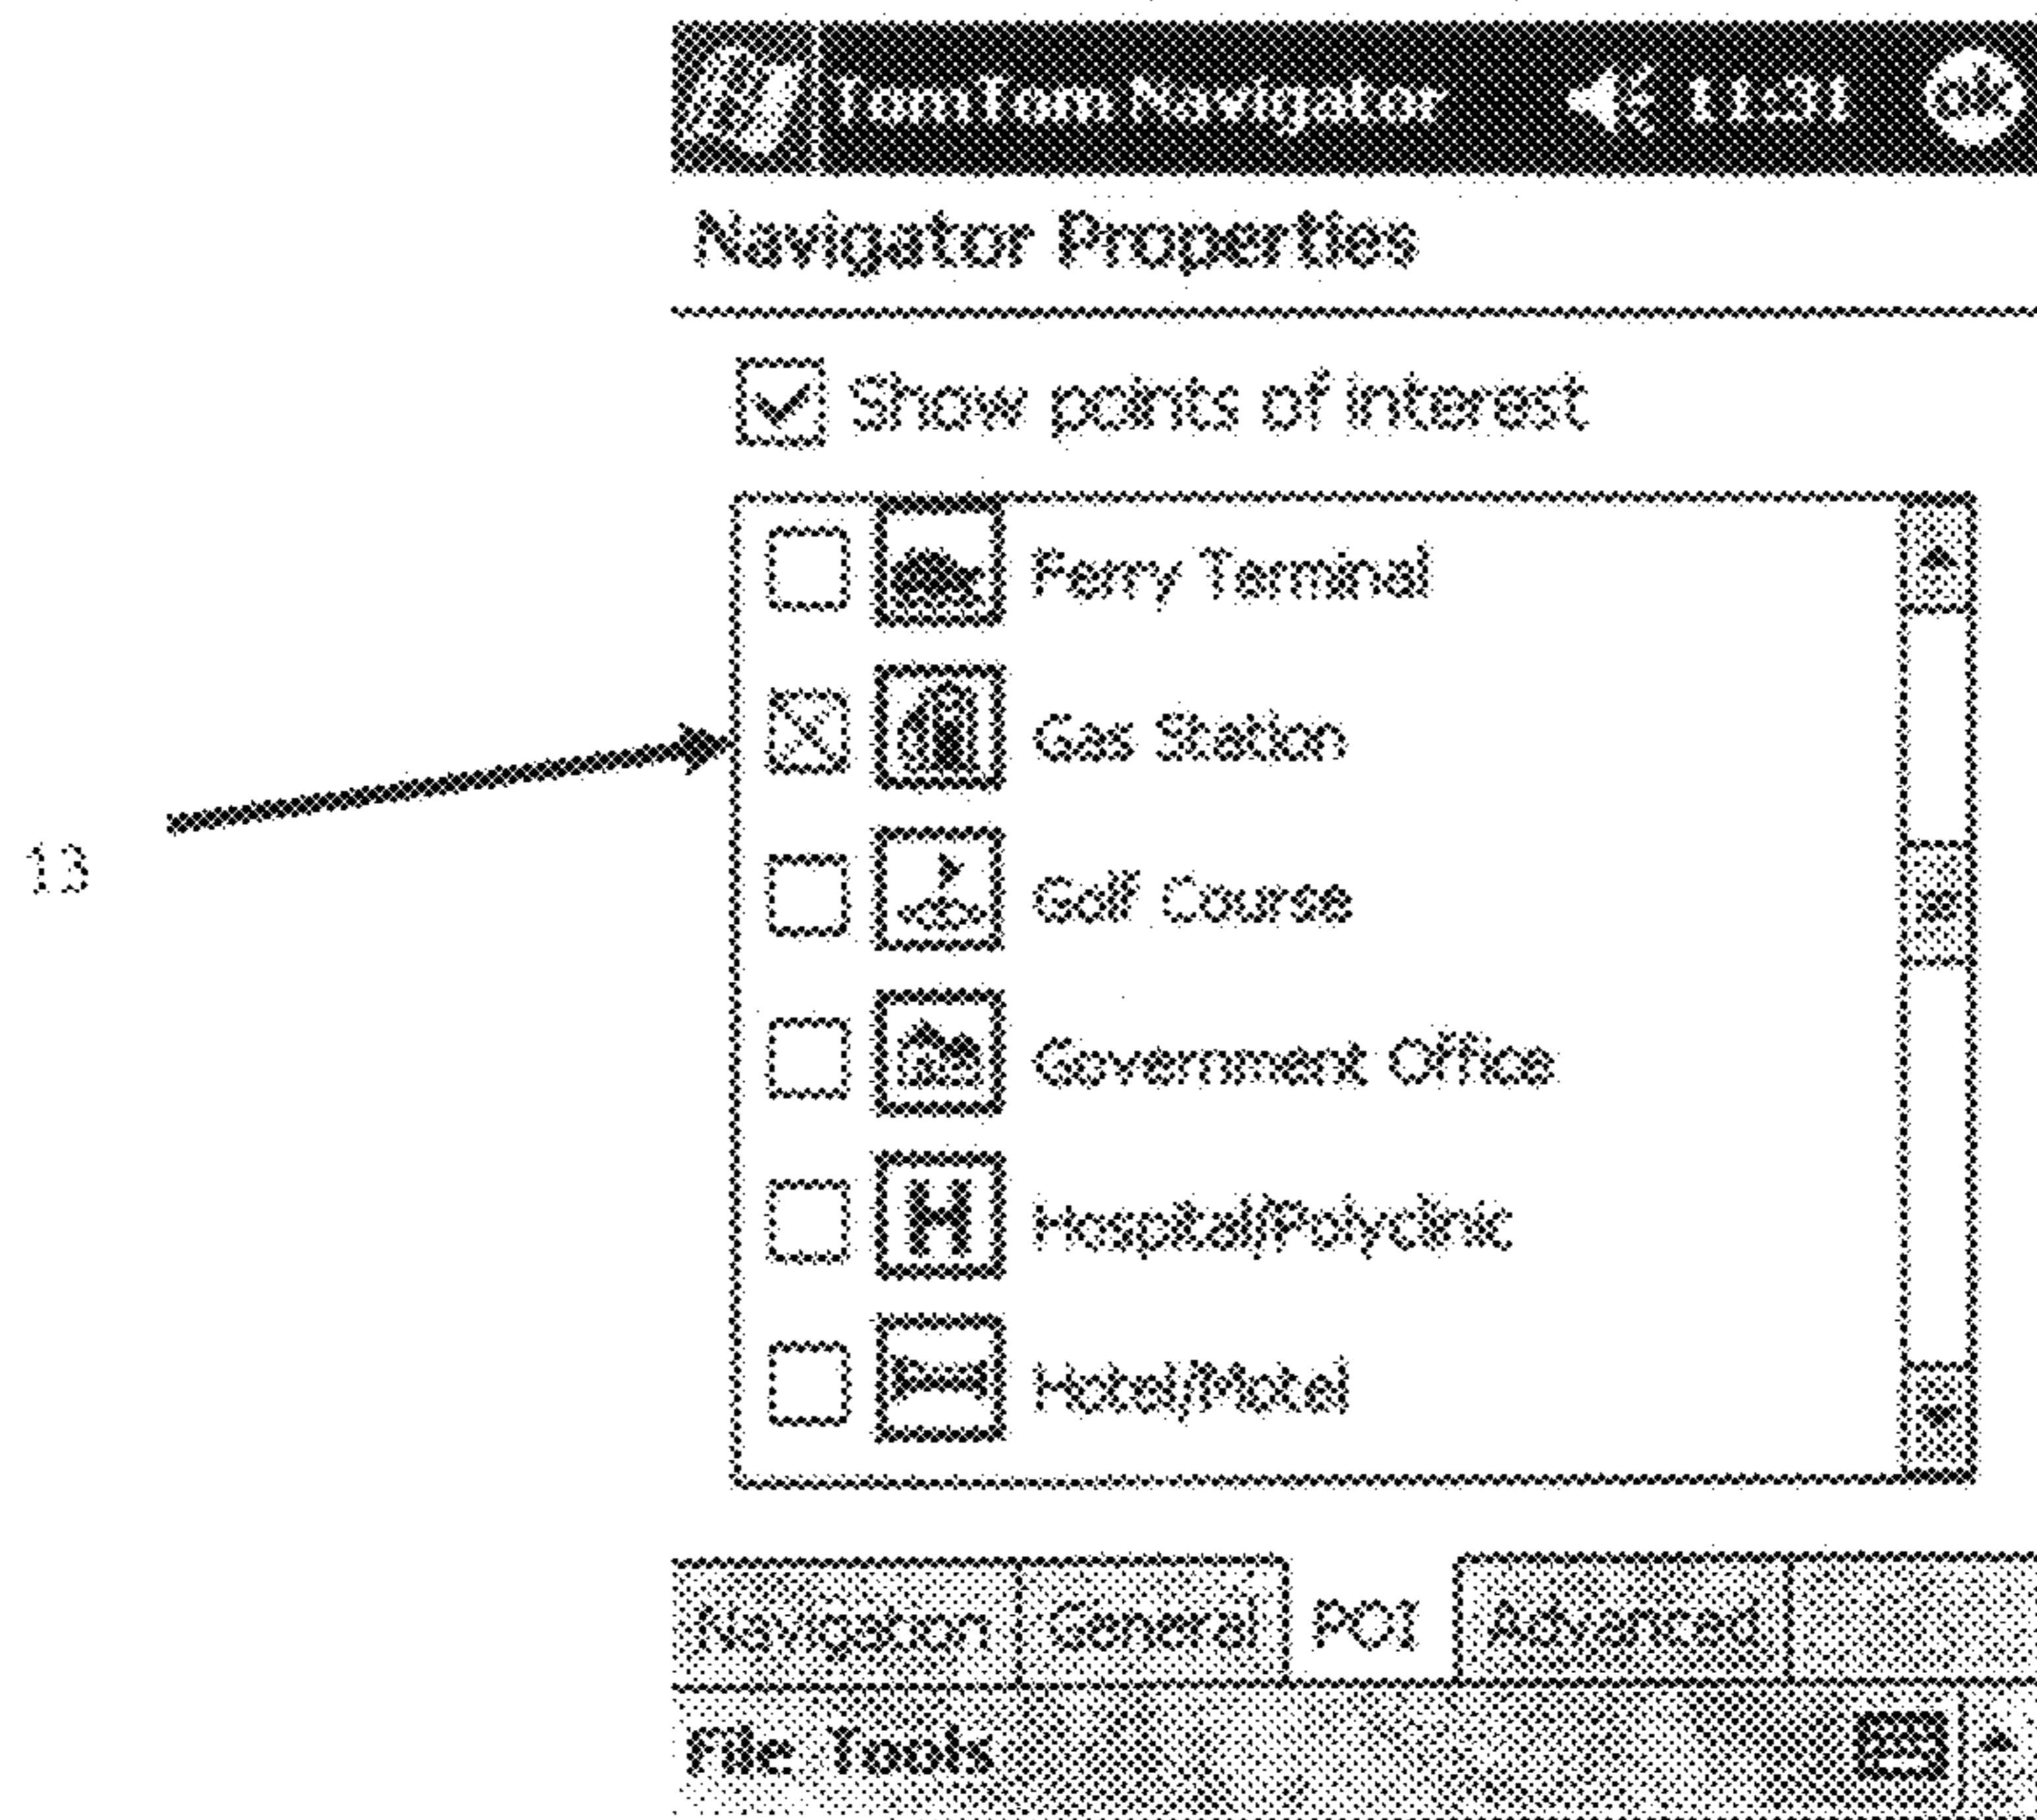 TomTom Navigator 11:31 ok
Navigator Properties
Show points of interest
Ferry Terminal
Gas Station
13
Golf Course
Government Office
H Hospital/Polyclinic
Hotel/Motel
Navigation General POI Advanced
File Tools